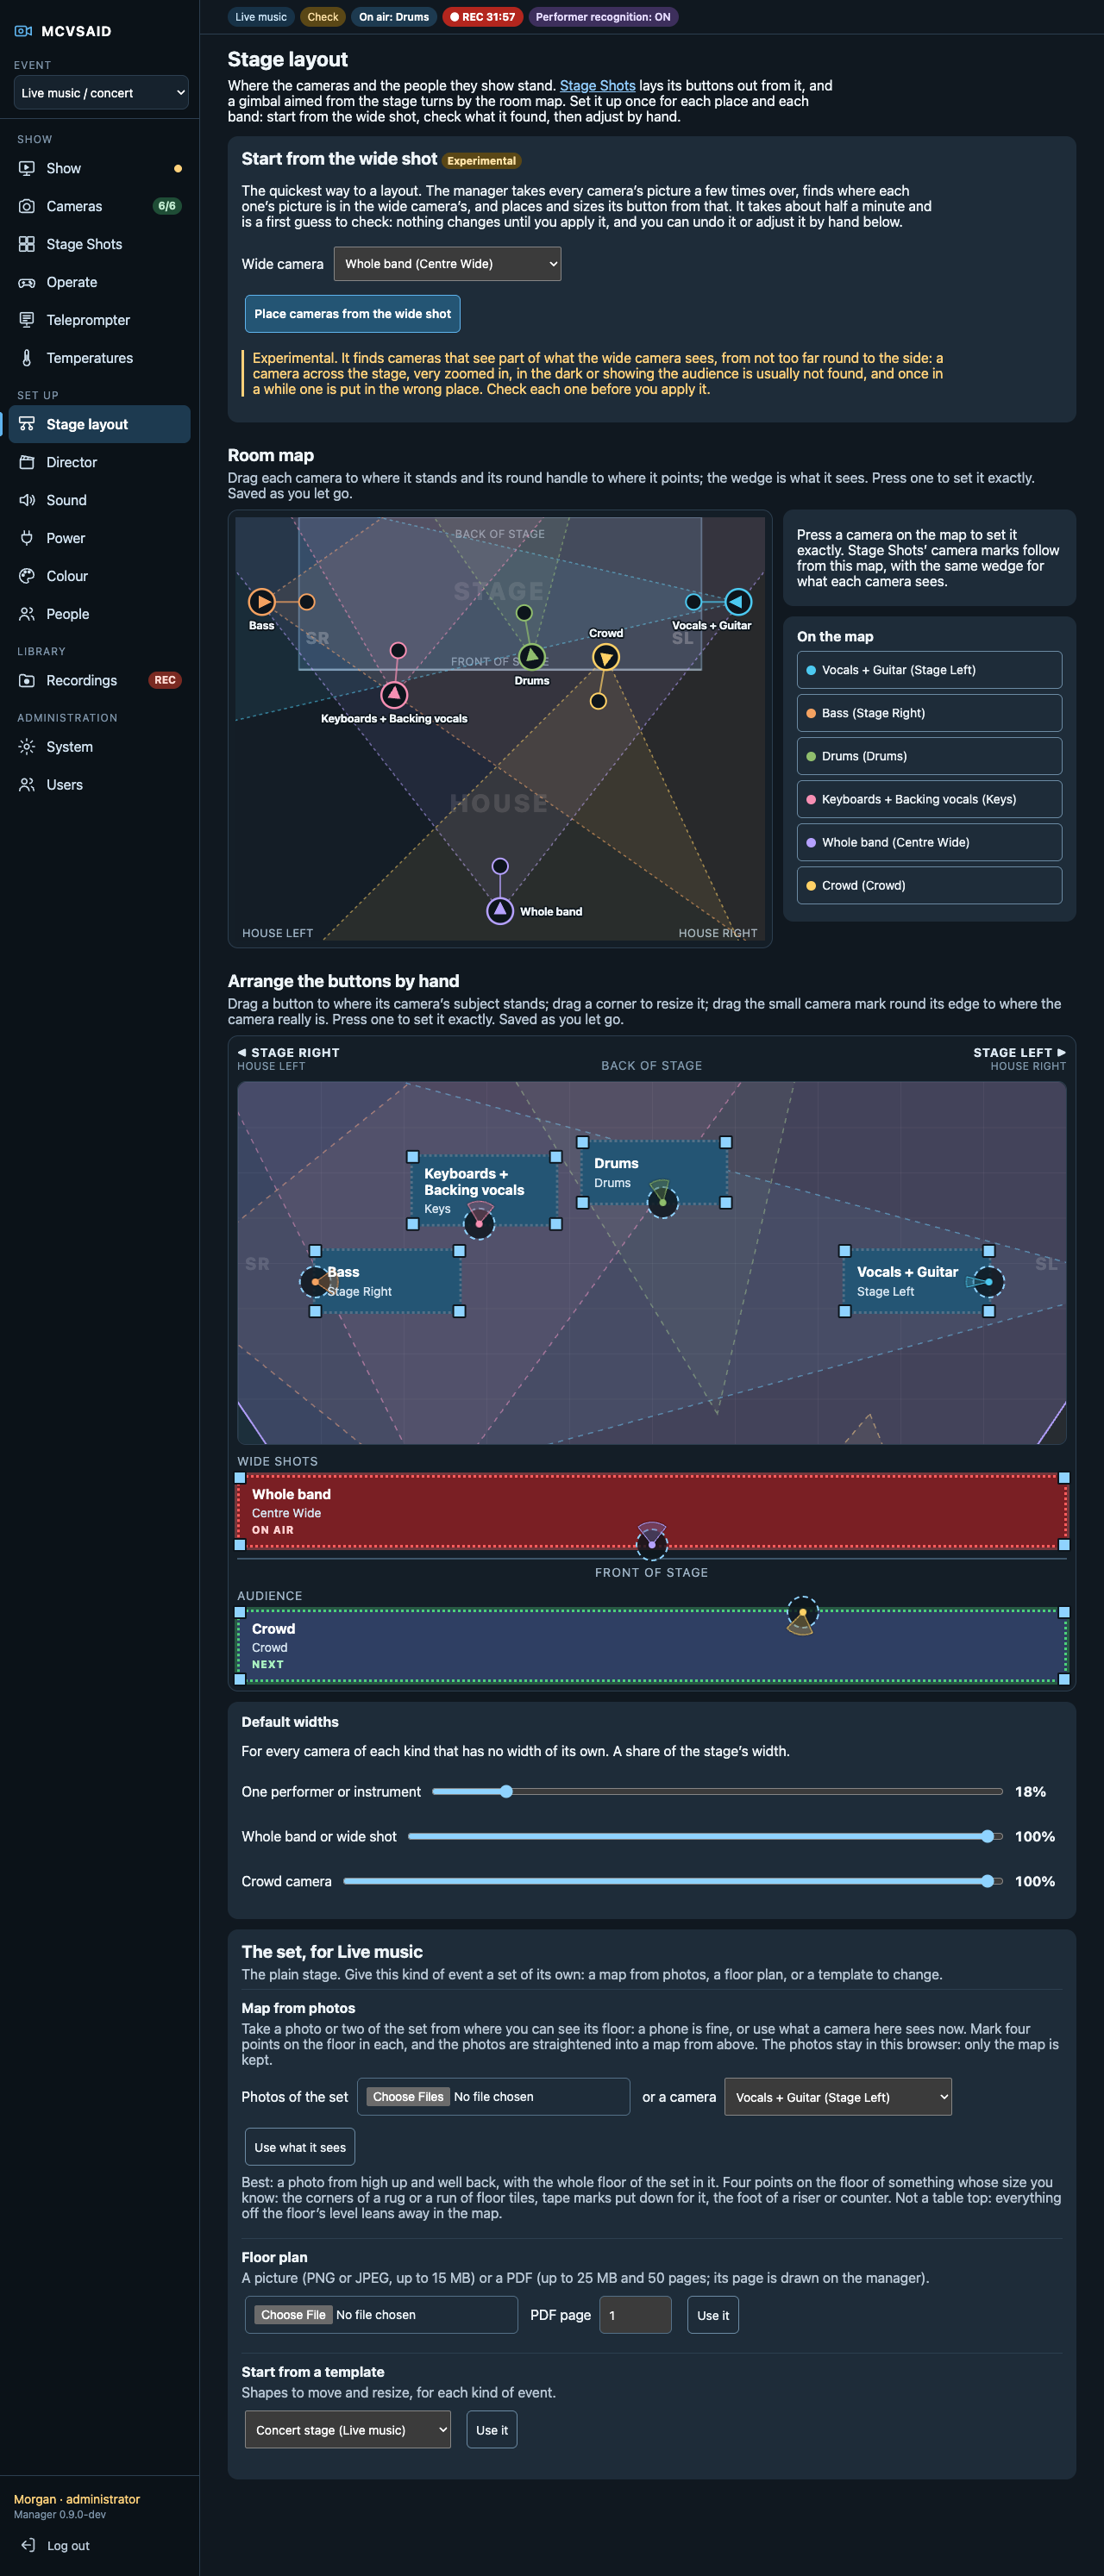 MCVSAID
EVENT
Live music / concert
SHOW
Show
Cameras 6/6
Stage Shots
Operate
Teleprompter
Temperatures
SET UP
Stage layout
Director
Sound
Power
Colour
People
LIBRARY
Recordings REC
ADMINISTRATION
System
Users
Morgan · administrator
Manager 0.9.0-dev
Log out
Live music Check On air: Drums REC 31:57 Performer recognition: ON
Stage layout
Where the cameras and the people they show stand. Stage Shots lays its buttons out from it, and
a gimbal aimed from the stage turns by the room map. Set it up once for each place and each
band: start from the wide shot, check what it found, then adjust by hand.
Start from the wide shot Experimental
The quickest way to a layout. The manager takes every camera’s picture a few times over, finds where each
one’s picture is in the wide camera’s, and places and sizes its button from that. It takes about half a minute and
is a first guess to check: nothing changes until you apply it, and you can undo it or adjust it by hand below.
Wide camera Whole band (Centre Wide)
Place cameras from the wide shot
Experimental. It finds cameras that see part of what the wide camera sees, from not too far round to the side: a
camera across the stage, very zoomed in, in the dark or showing the audience is usually not found, and once in
a while one is put in the wrong place. Check each one before you apply it.
Room map
Drag each camera to where it stands and its round handle to where it points; the wedge is what it sees. Press one to set it exactly.
Saved as you let go.
BACK OF STAGE
STAGE
Bass
Vocals + Guitar
SR
Crowd
SL
FRONT OF S
Drums
Keyboards + Backing vocals
HOUSE
Whole band
HOUSE LEFT
HOUSE RIGHT
Press a camera on the map to set it
exactly. Stage Shots’ camera marks follow
from this map, with the same wedge for
what each camera sees.
On the map
Vocals + Guitar (Stage Left)
Bass (Stage Right)
Drums (Drums)
Keyboards + Backing vocals (Keys)
Whole band (Centre Wide)
Crowd (Crowd)
Arrange the buttons by hand
Drag a button to where its camera’s subject stands; drag a corner to resize it; drag the small camera mark round its edge to where the
camera really is. Press one to set it exactly. Saved as you let go.
STAGE RIGHT
HOUSE LEFT
BACK OF STAGE
STAGE LEFT
HOUSE RIGHT
Drums
Drums
Keyboards +
Backing vocals
Keys
SR
SL
Bass
Stage Right
Vocals + Guitar
Stage Left
WIDE SHOTS
Whole band
Centre Wide
ON AIR
FRONT OF STAGE
AUDIENCE
Crowd
Crowd
NEXT
Default widths
For every camera of each kind that has no width of its own. A share of the stage’s width.
One performer or instrument 18%
Whole band or wide shot 100%
Crowd camera 100%
The set, for Live music
The plain stage. Give this kind of event a set of its own: a map from photos, a floor plan, or a template to change.
Map from photos
Take a photo or two of the set from where you can see its floor: a phone is fine, or use what a camera here sees now. Mark four
points on the floor in each, and the photos are straightened into a map from above. The photos stay in this browser: only the map is
kept.
Photos of the set Choose Files No file chosen or a camera Vocals + Guitar (Stage Left)
Use what it sees
Best: a photo from high up and well back, with the whole floor of the set in it. Four points on the floor of something whose size you
know: the corners of a rug or a run of floor tiles, tape marks put down for it, the foot of a riser or counter. Not a table top: everything
off the floor’s level leans away in the map.
Floor plan
A picture (PNG or JPEG, up to 15 MB) or a PDF (up to 25 MB and 50 pages; its page is drawn on the manager).
Choose File No file chosen PDF page 1 Use it
Start from a template
Shapes to move and resize, for each kind of event.
Concert stage (Live music) Use it